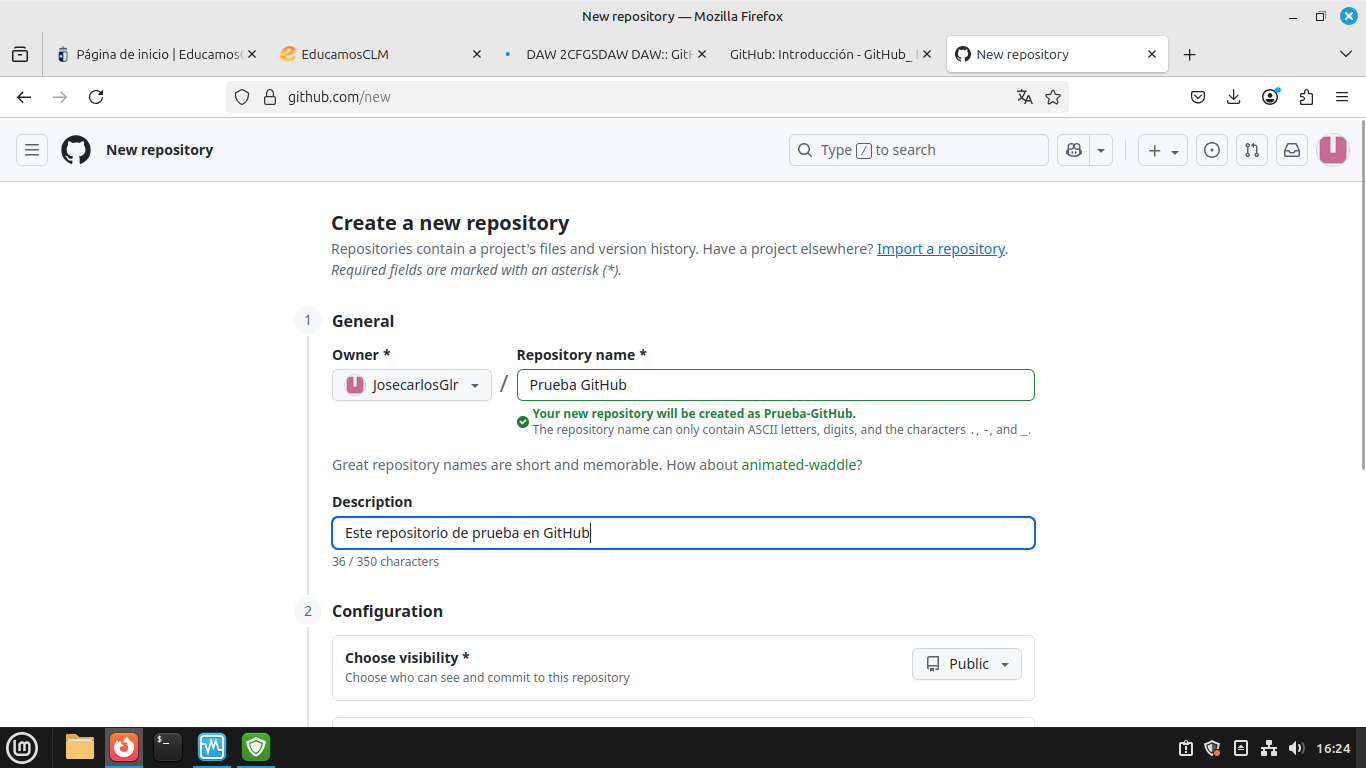 New repository — Mozilla Firefox
Página de inicio | Educamos
EducamosCLM
DAW 2CFGSDAW DAW:: GitH
GitHub: Introducción - GitHub_
New repository
github.com/new
New repository
Type / to search
Create a new repository
Repositories contain a project's files and version history. Have a project elsewhere? Import a repository.
Required fields are marked with an asterisk (*).
1 General
Owner * Repository name *
JosecarlosGlr / Prueba GitHub
Your new repository will be created as Prueba-GitHub.
The repository name can only contain ASCII letters, digits, and the characters ., -, and _.
Great repository names are short and memorable. How about animated-waddle?
Description
Este repositorio de prueba en GitHub
36 / 350 characters
2 Configuration
Choose visibility *
Choose who can see and commit to this repository
Public
16:24